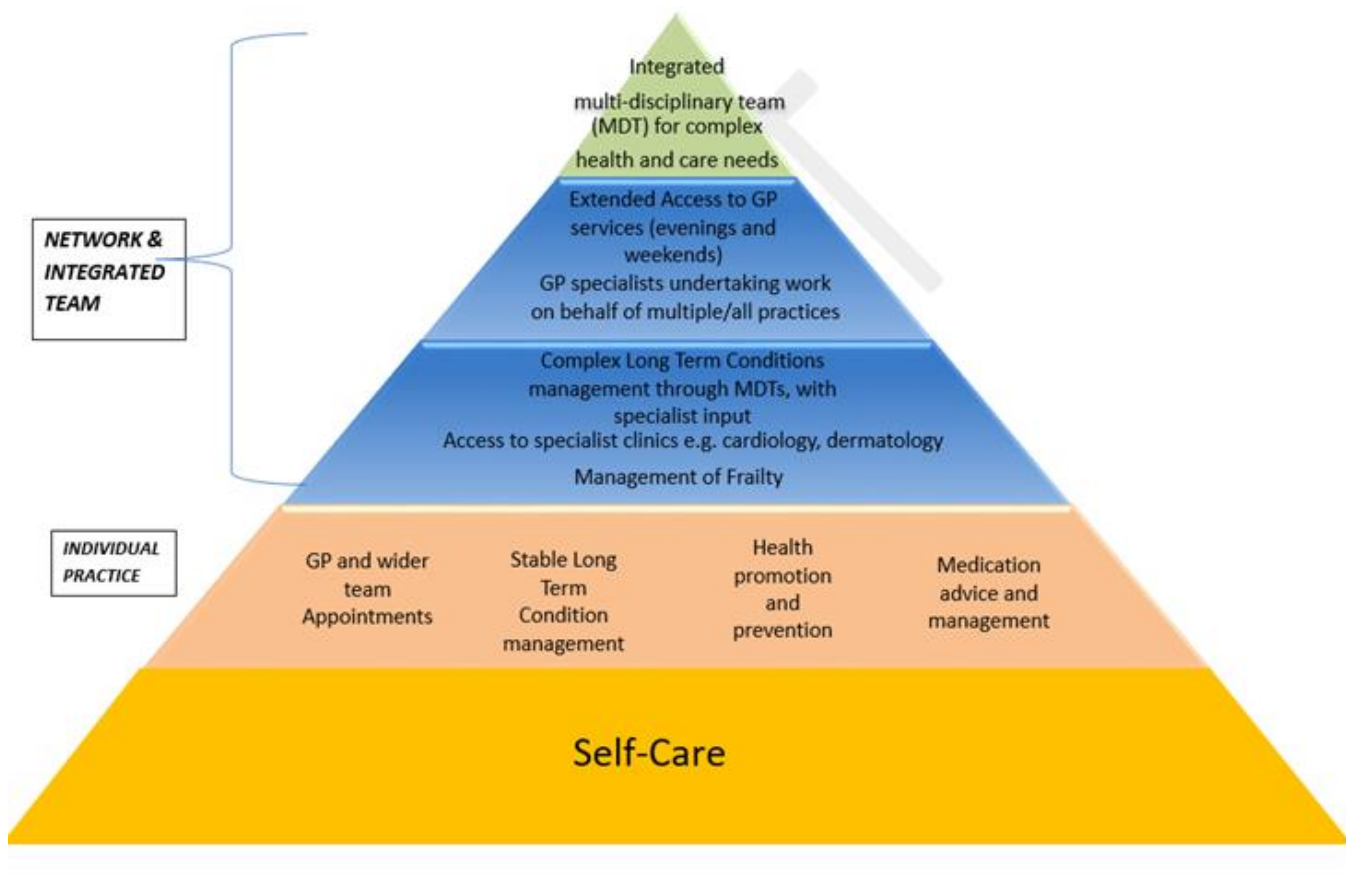 Integrated
multi-disciplinary team
(MDT) for complex
health and care needs
Extended Access to GP
services (evenings and
weekends)
GP specialists undertaking work
on behalf of multiple/all practices
NETWORK &
INTEGRATED
TEAM
Complex Long Term Conditions
management through MDTs, with
specialist input
Access to specialist clinics e.g. cardiology, dermatology
Management of Frailty
INDIVIDUAL
PRACTICE
GP and wider
team
Appointments
Stable Long
Term
Condition
management
Health
promotion
and
prevention
Medication
advice and
management
Self-Care